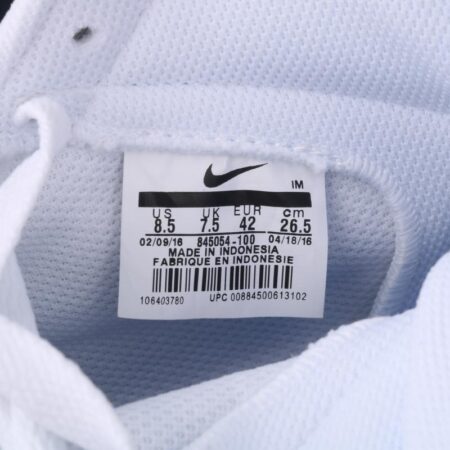 IM
US UK EUR cm
8.5 7.5 42 26.5
02/09/16 845054-100 04/18/16
MADE IN INDONESIA
FABRIQUE EN INDONESIE
106403780 UPC 00884500613102